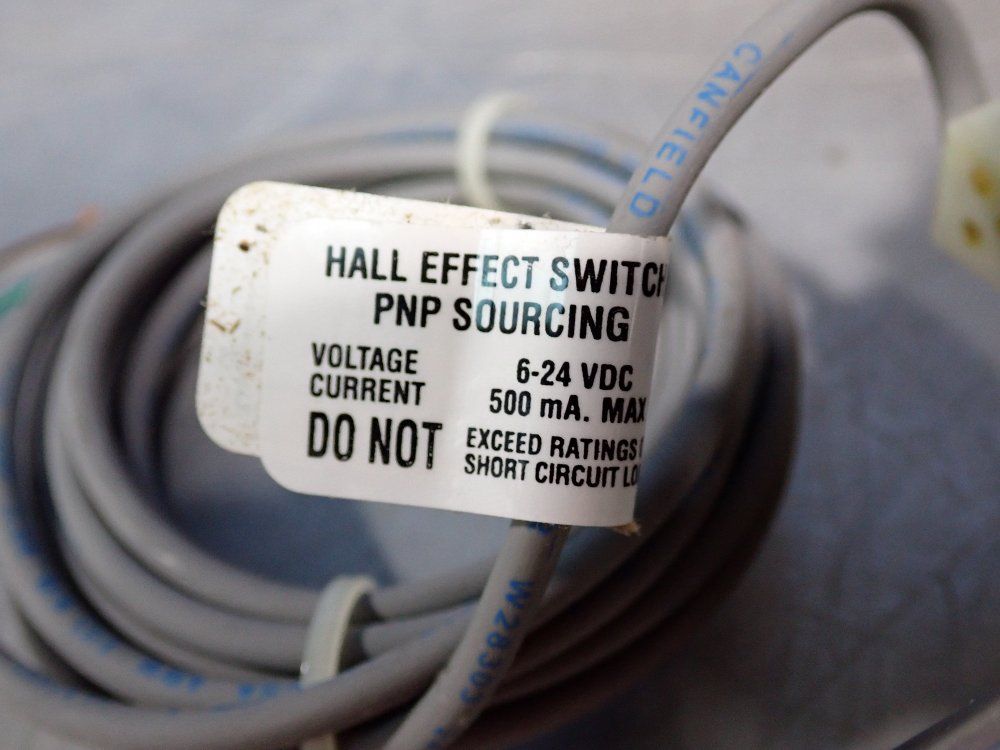 CANFIELD
HALL EFFECT SWITCH
PNP SOURCING
VOLTAGE 6-24 VDC
CURRENT 500 mA. MAX
DO NOT EXCEED RATINGS
SHORT CIRCUIT